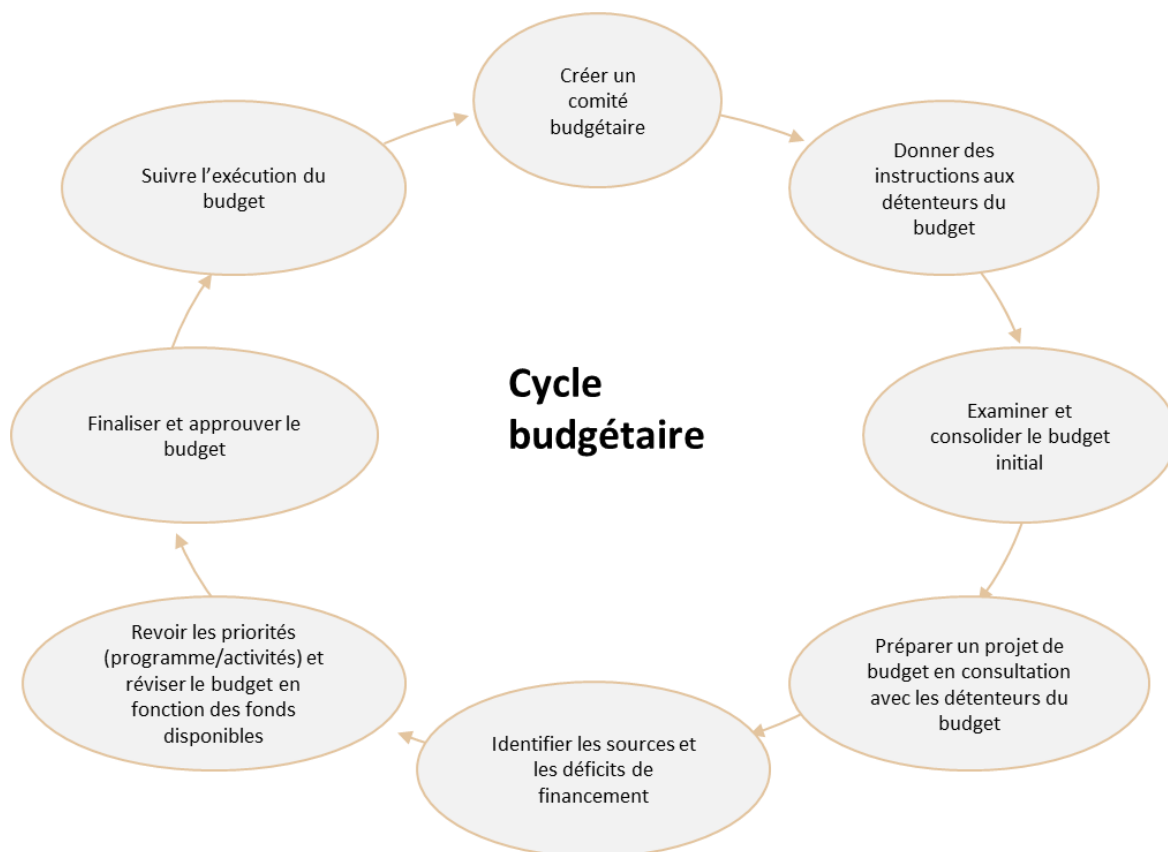 Créer un
comité
budgétaire
Donner des
instructions aux
détenteurs du
budget
Examiner et
consolider le budget
initial
Préparer un projet de
budget en consultation
avec les détenteurs du
budget
Identifier les sources et
les déficits de
financement
Revoir les priorités
(programme/activités) et
réviser le budget en
fonction des fonds
disponibles
Finaliser et approuver le
budget
Suivre l’exécution du
budget
Cycle
budgétaire